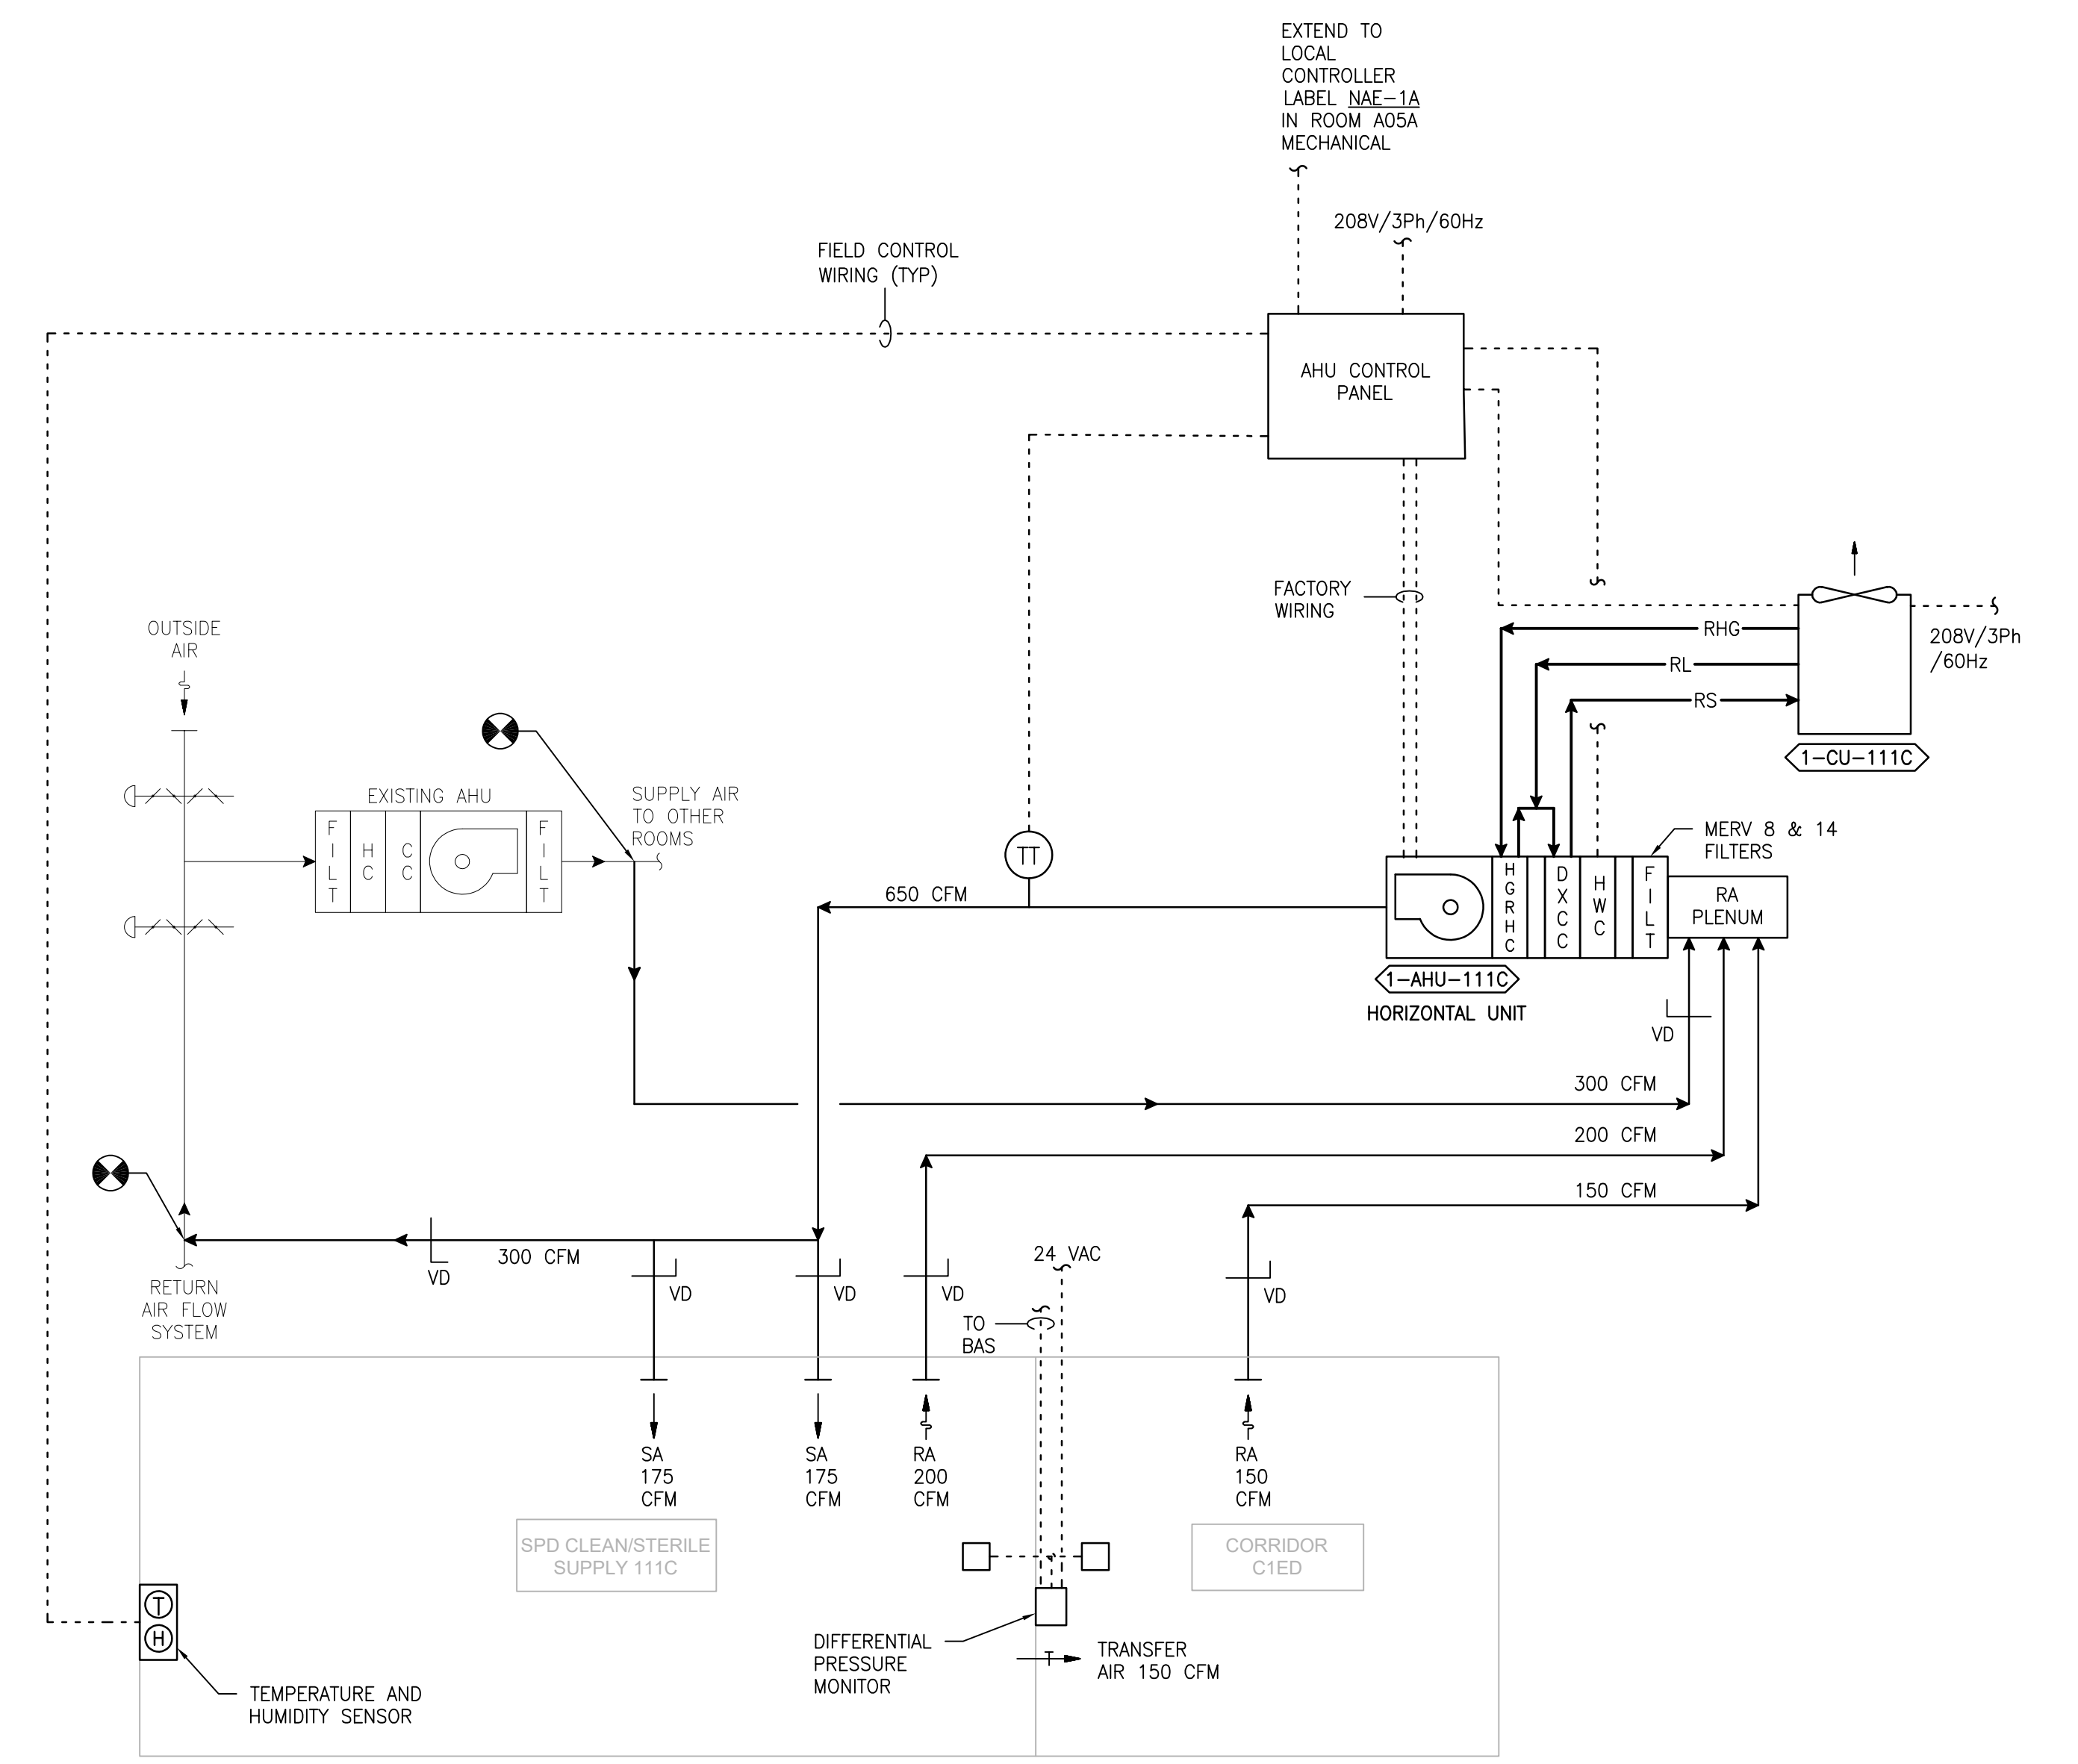 EXTEND TO
LOCAL
CONTROLLER
LABEL NAE-1A
IN ROOM A05A
MECHANICAL
208V/3Ph/60Hz
FIELD CONTROL
WIRING (TYP)
AHU CONTROL
PANEL
FACTORY
WIRING
RHG
RL
RS
208V/3Ph
/60Hz
1-CU-111C
OUTSIDE
AIR
EXISTING AHU
FILT
HC
CC
FILT
SUPPLY AIR
TO OTHER
ROOMS
TT
650 CFM
HGRHC
DXCC
HWC
FILT
MERV 8 & 14
FILTERS
RA
PLENUM
1-AHU-111C
HORIZONTAL UNIT
VD
300 CFM
200 CFM
150 CFM
300 CFM
VD
VD
VD
VD
VD
RETURN
AIR FLOW
SYSTEM
24 VAC
TO
BAS
SA
175
CFM
SA
175
CFM
RA
200
CFM
RA
150
CFM
SPD CLEAN/STERILE
SUPPLY 111C
CORRIDOR
C1ED
T
H
TEMPERATURE AND
HUMIDITY SENSOR
DIFFERENTIAL
PRESSURE
MONITOR
T
TRANSFER
AIR 150 CFM